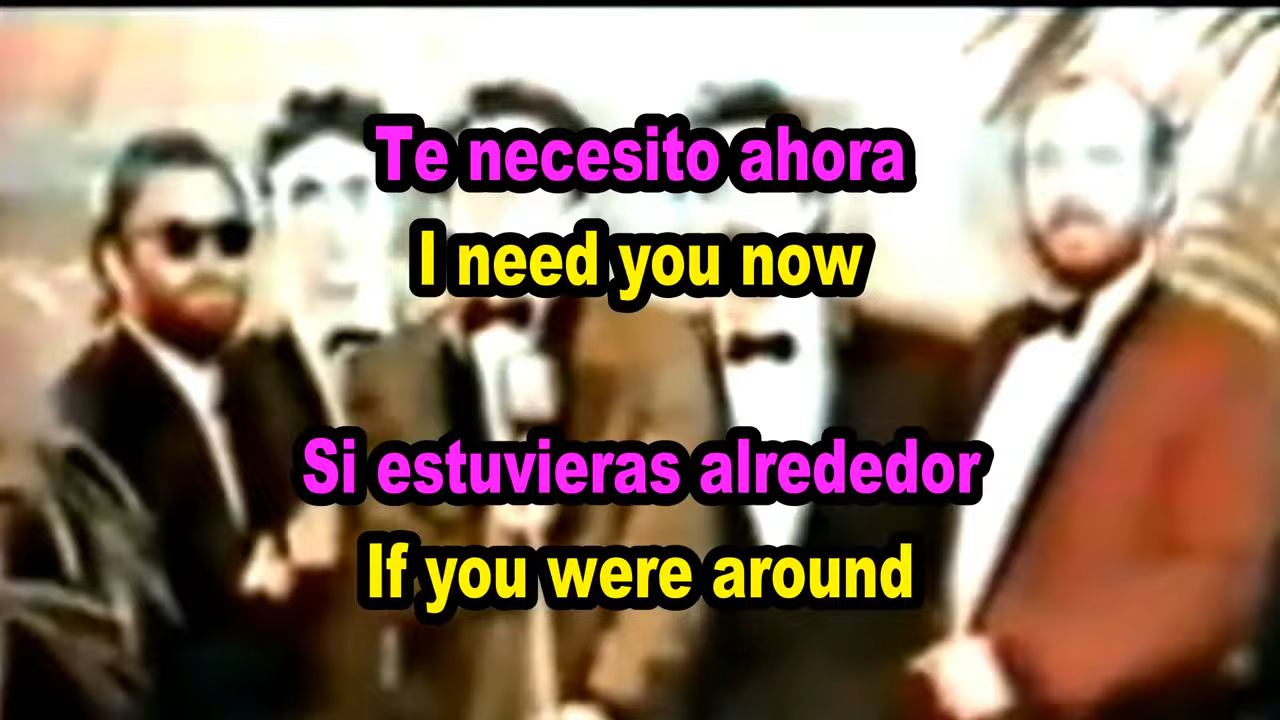 Te necesito ahora
I need you now
Si estuvieras alrededor
If you were around